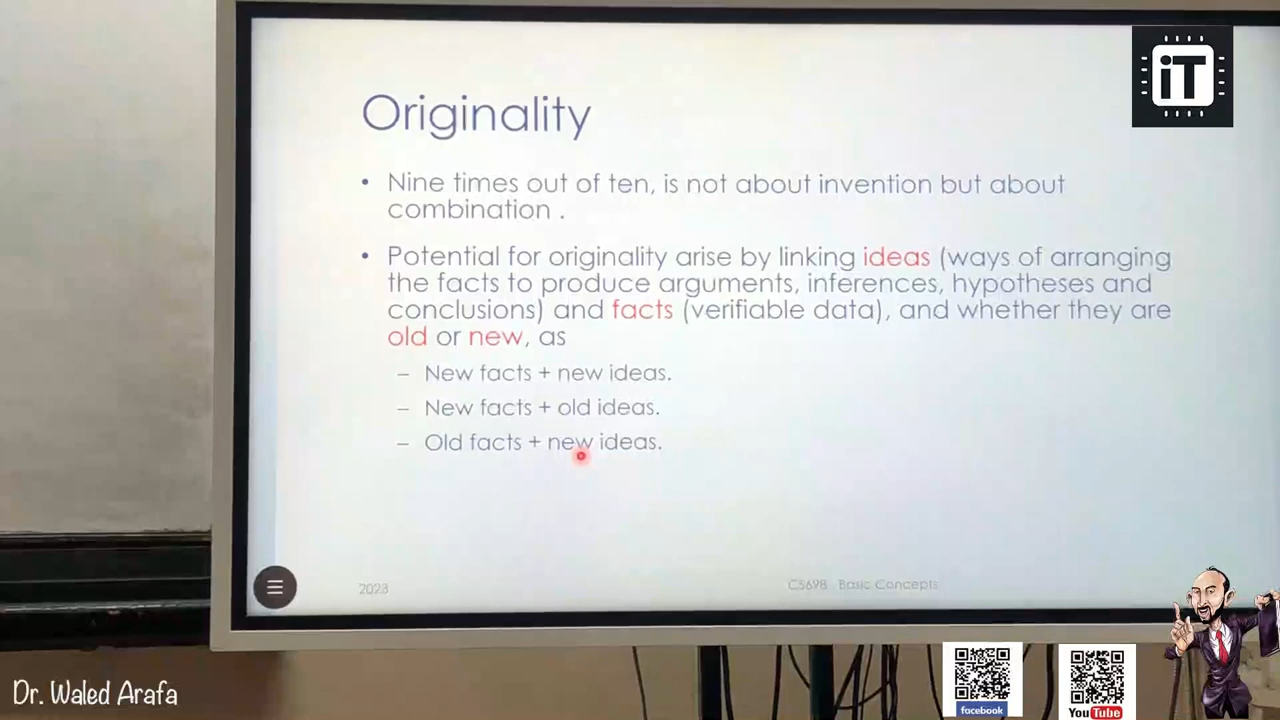 iT
Originality
• Nine times out of ten, is not about invention but about
combination .
• Potential for originality arise by linking ideas (ways of arranging
the facts to produce arguments, inferences, hypotheses and
conclusions) and facts (verifiable data), and whether they are
old or new, as
– New facts + new ideas.
– New facts + old ideas.
– Old facts + new ideas.
2023
CS698 - Basic Concepts
Dr. Waled Arafa
facebook
YouTube